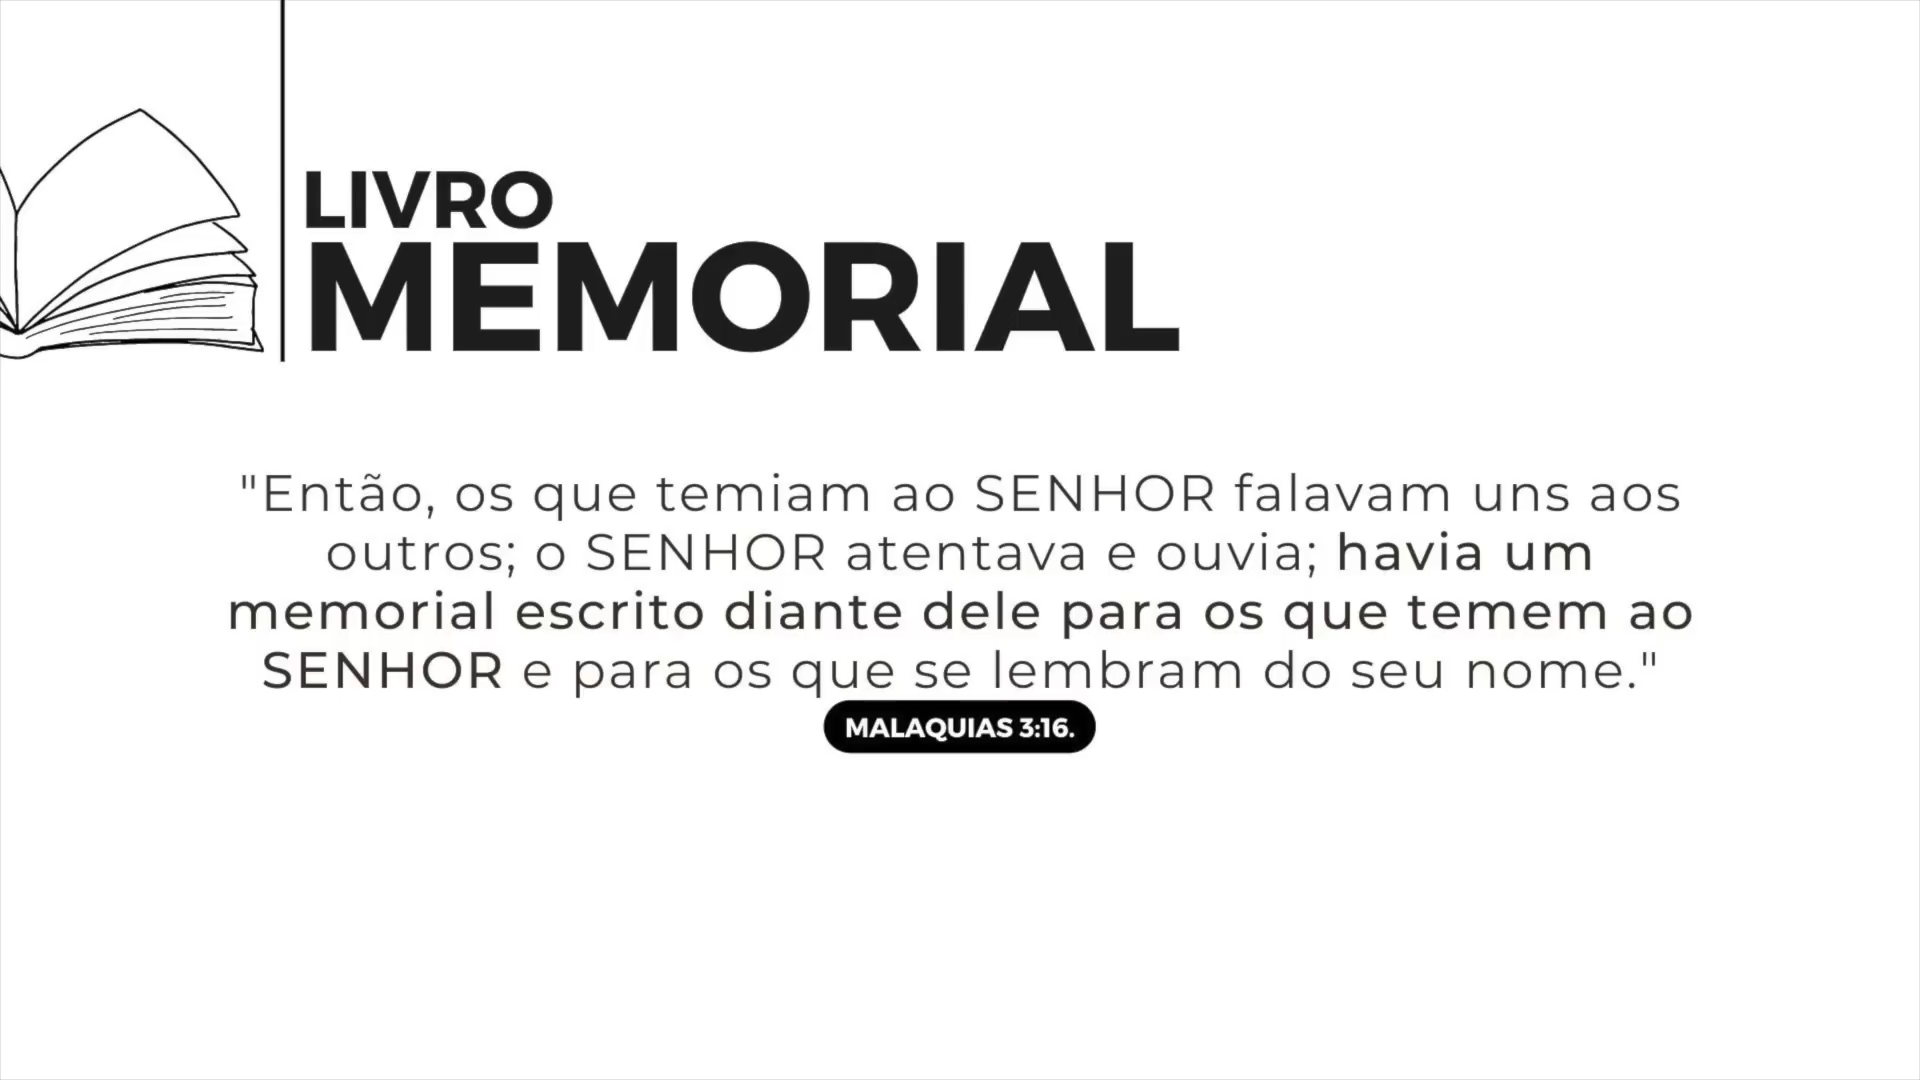 LIVRO
MEMORIAL
"Então, os que temiam ao SENHOR falavam uns aos
outros; o SENHOR atentava e ouvia; havia um
memorial escrito diante dele para os que temem ao
SENHOR e para os que se lembram do seu nome."
MALAQUIAS 3:16.